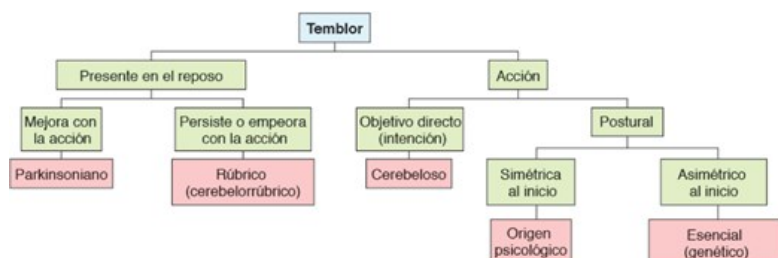 Temblor
Presente en el reposo
Acción
Mejora con
la acción
Persiste o empeora
con la acción
Objetivo directo
(intención)
Postural
Parkinsoniano
Rúbrico
(cerebelorrúbrico)
Cerebeloso
Simétrica
al inicio
Asimétrico
al inicio
Origen
psicológico
Esencial
(genético)